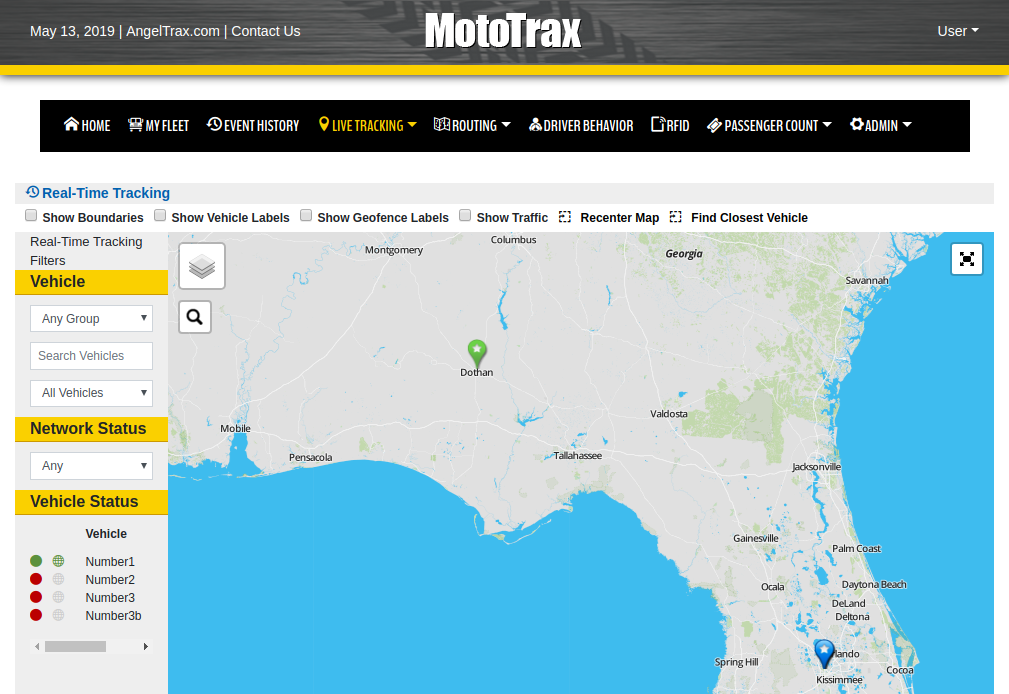 May 13, 2019 | AngelTrax.com | Contact Us
MotoTrax
User
HOME MY FLEET EVENT HISTORY LIVE TRACKING ROUTING DRIVER BEHAVIOR RFID PASSENGER COUNT ADMIN
Real-Time Tracking
Show Boundaries Show Vehicle Labels Show Geofence Labels Show Traffic Recenter Map Find Closest Vehicle
Real-Time Tracking
Filters
Vehicle
Any Group
Search Vehicles
All Vehicles
Network Status
Any
Vehicle Status
Vehicle
Number1
Number2
Number3
Number3b
Columbus
Montgomery
Georgia
Savannah
Dothan
Valdosta
Mobile
Pensacola
Tallahassee
Jacksonville
Gainesville
Palm Coast
Ocala
Daytona Beach
DeLand
Deltona
lando
Spring Hill
Cocoa
Kissimmee